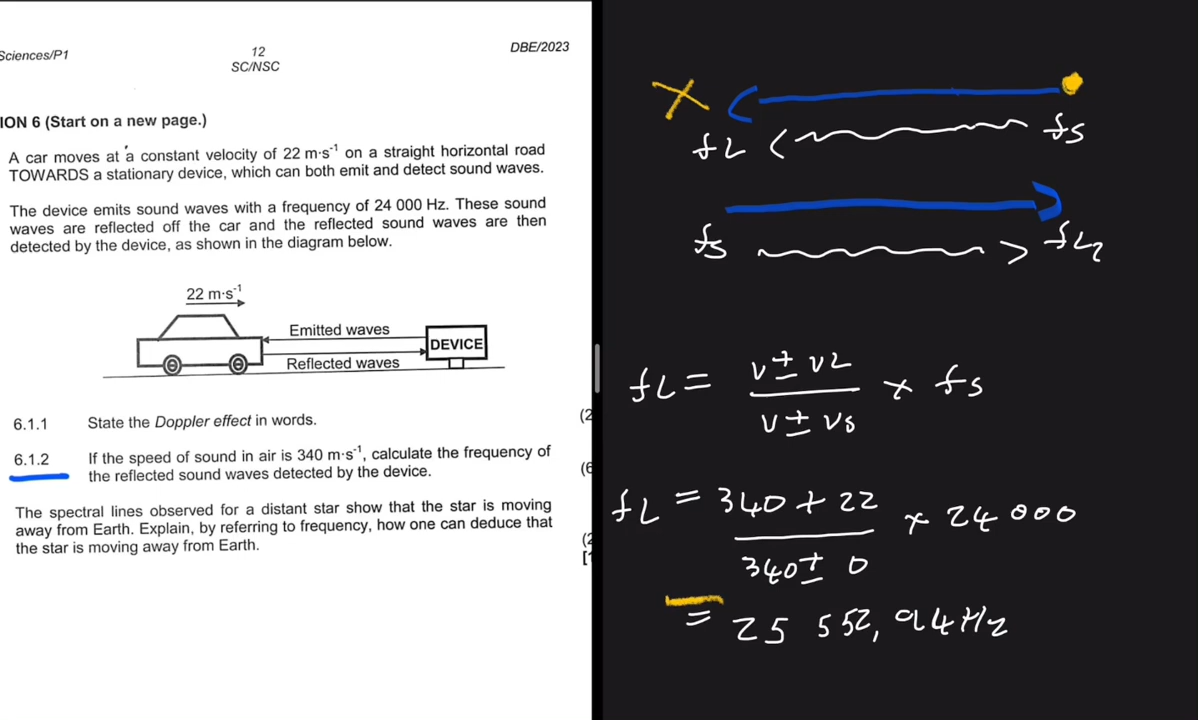 Sciences/P1
12
SC/NSC
DBE/2023
ION 6 (Start on a new page.)
A car moves at a constant velocity of 22 m·s⁻¹ on a straight horizontal road
TOWARDS a stationary device, which can both emit and detect sound waves.
The device emits sound waves with a frequency of 24 000 Hz. These sound
waves are reflected off the car and the reflected sound waves are then
detected by the device, as shown in the diagram below.
22 m·s⁻¹
Emitted waves
Reflected waves
DEVICE
6.1.1 State the Doppler effect in words.
(2
6.1.2 If the speed of sound in air is 340 m·s⁻¹, calculate the frequency of
the reflected sound waves detected by the device.
(6
The spectral lines observed for a distant star show that the star is moving
away from Earth. Explain, by referring to frequency, how one can deduce that
the star is moving away from Earth.
(2
[1
fL fs
fs fL2
fL = v ± vL / v ± vs × fs
fL = 340 + 22 / 340 ± 0 × 24 000
= 25 552,94Hz